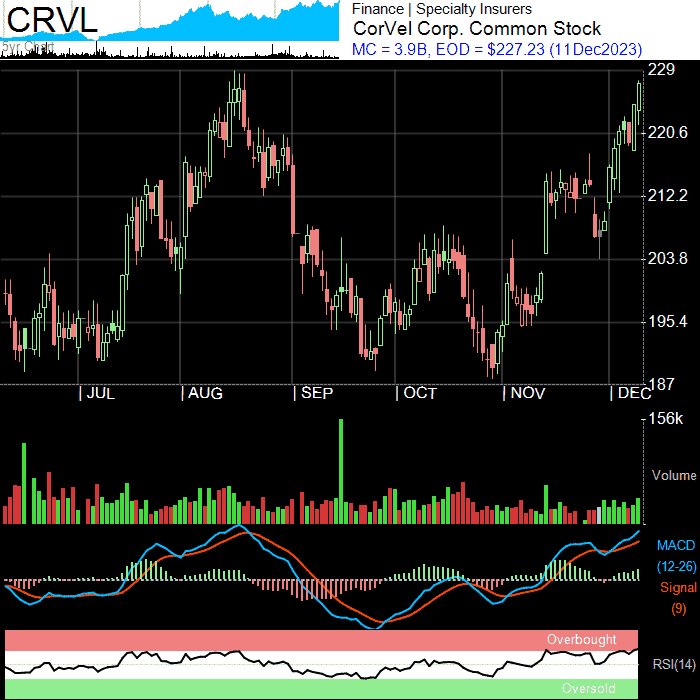 CRVL
5yr Chart
Finance | Specialty Insurers
CorVel Corp. Common Stock
MC = 3.9B, EOD = $227.23 (11Dec2023)
229
220.6
212.2
203.8
195.4
187
JUL
AUG
SEP
OCT
NOV
DEC
156k
Volume
MACD
(12-26)
Signal
(9)
Overbought
RSI(14)
Oversold